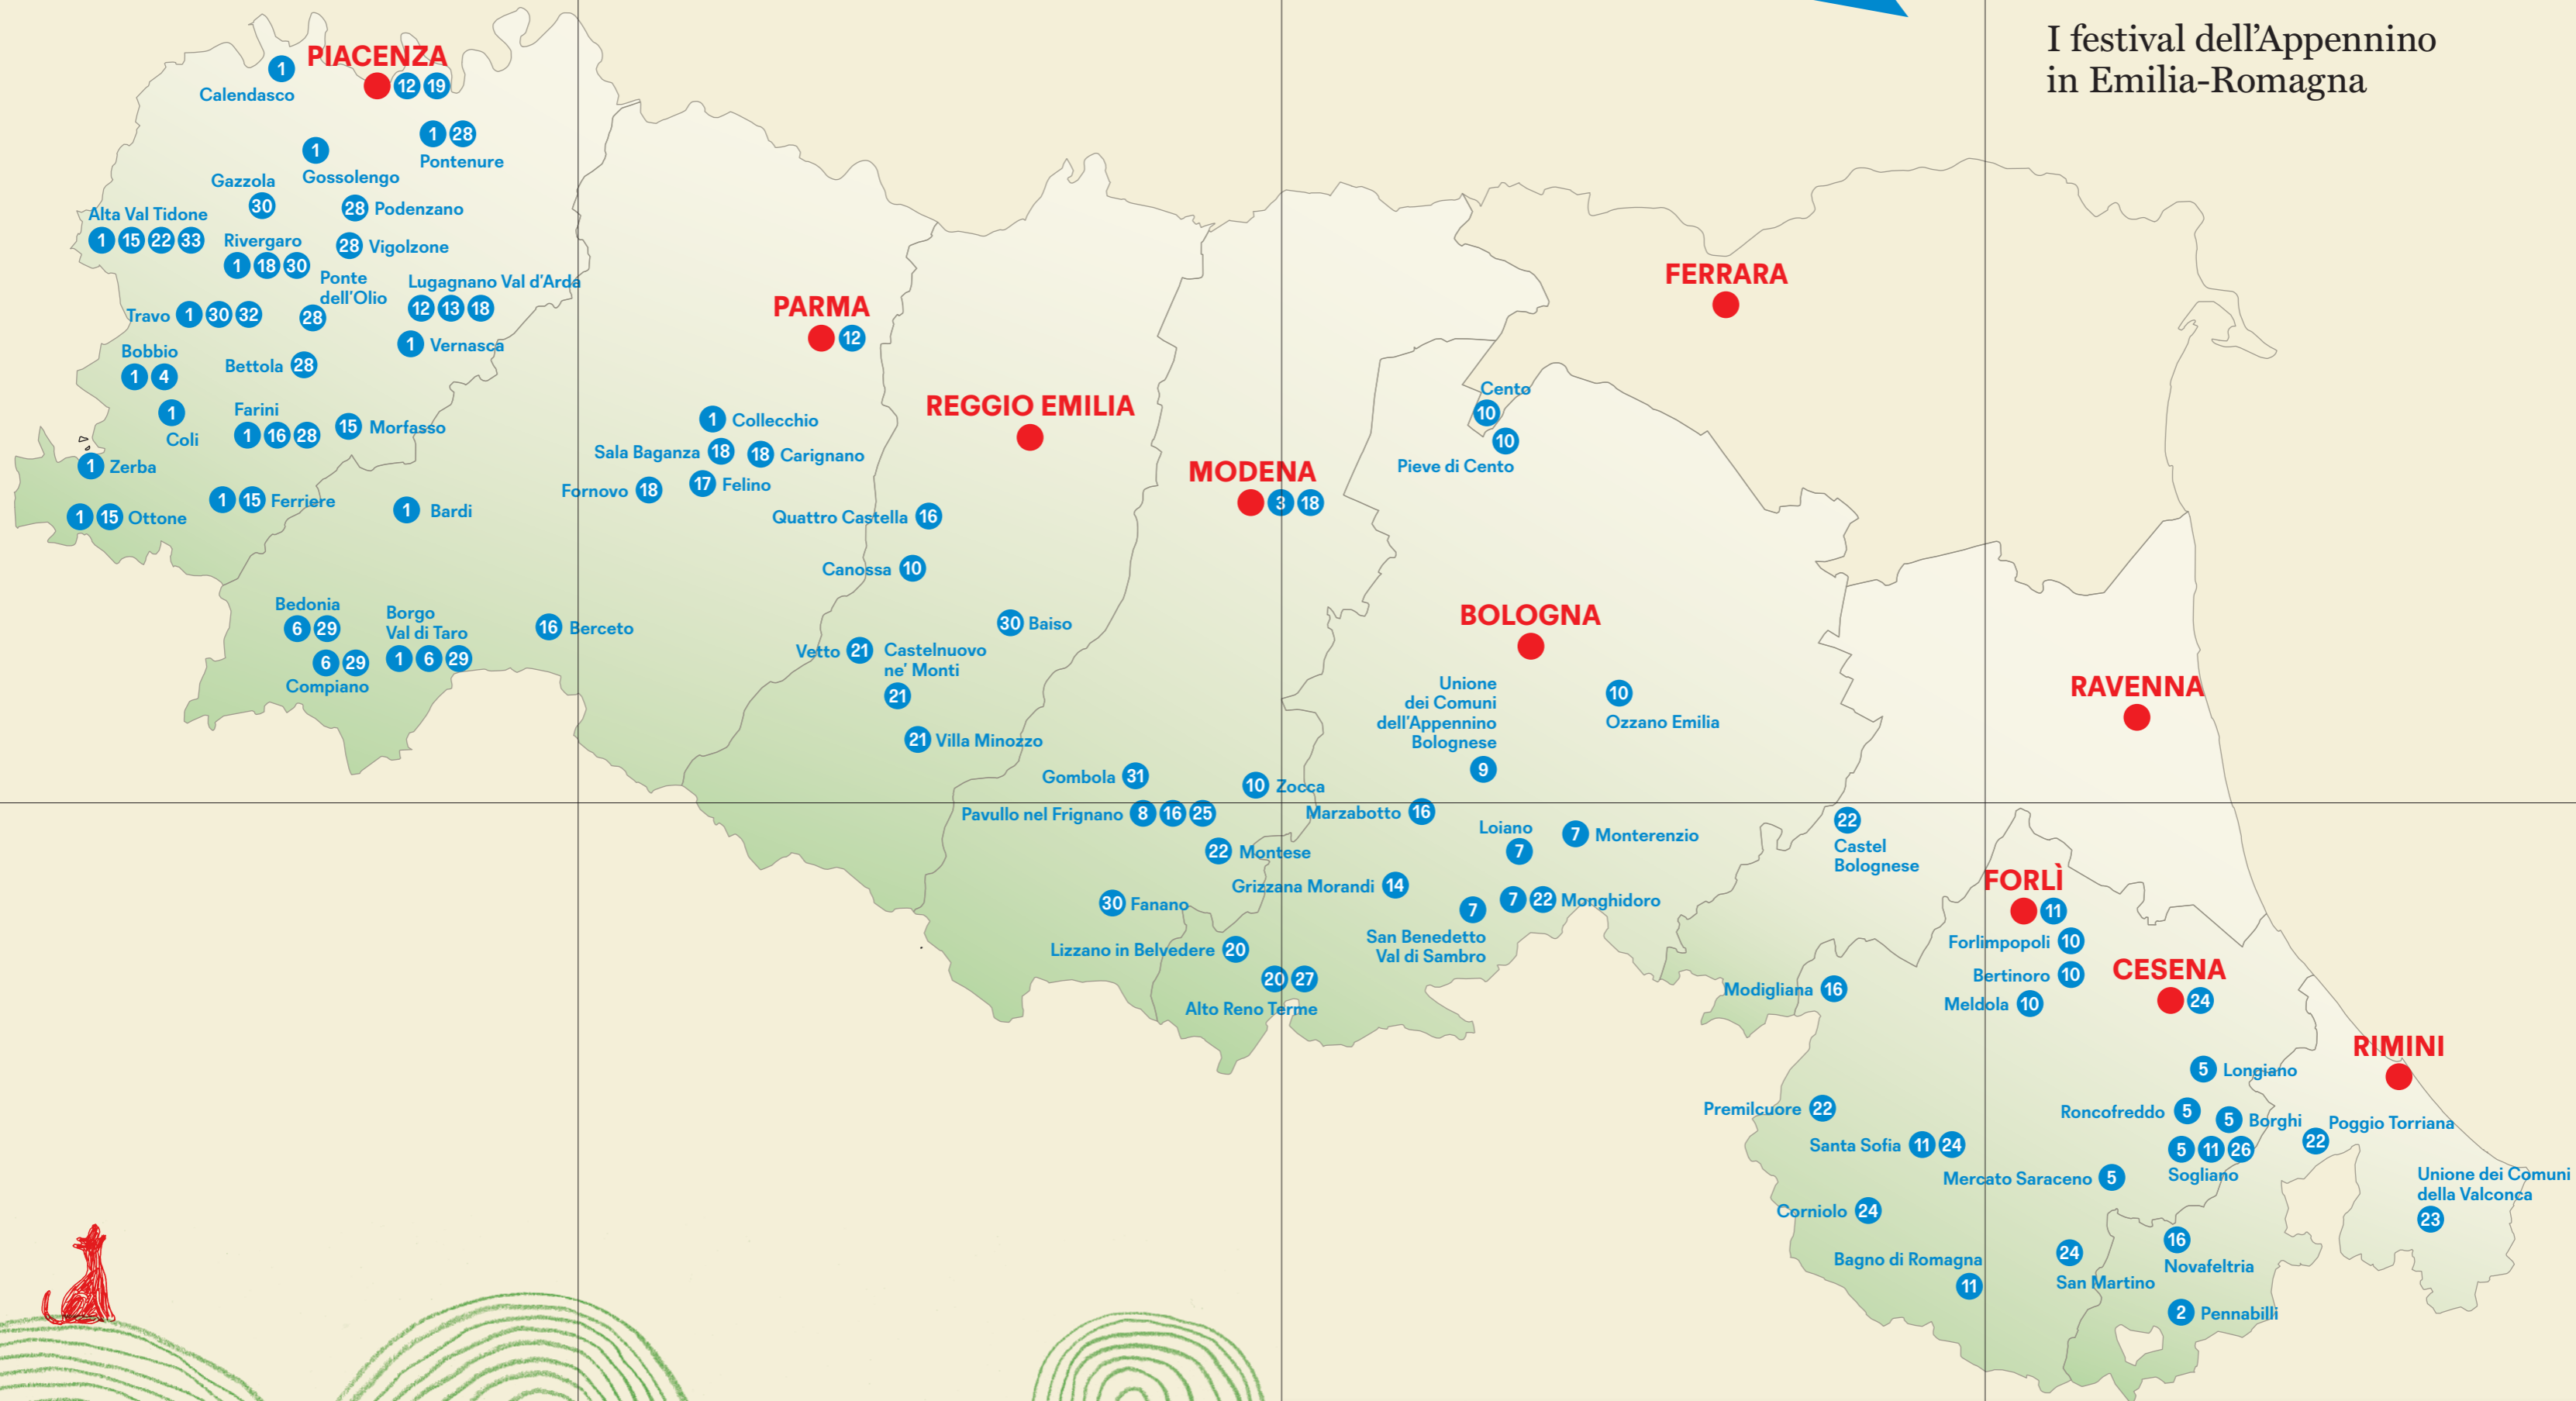 I festival dell'Appennino
in Emilia-Romagna
PIACENZA
12 19
1
Calendasco
1 28
Pontenure
1
Gossolengo
Gazzola
30
28 Podenzano
Alta Val Tidone
1 15 22 33
Rivergaro
1 18 30
28 Vigolzone
Ponte
dell'Olio
28
Lugagnano Val d'Arda
12 13 18
Travo 1 30 32
1 Vernasca
Bobbio
1 4
Bettola 28
1
Coli
Farini
1 16 28
15 Morfasso
1 Zerba
1 15 Ferriere
1 15 Ottone
1 Bardi
Bedonia
6 29
6 29
Compiano
Borgo
Val di Taro
1 6 29
16 Berceto
PARMA
12
1 Collecchio
Sala Baganza 18
18 Carignano
Fornovo 18
17 Felino
REGGIO EMILIA
Quattro Castella 16
Canossa 10
30 Baiso
Vetto 21
Castelnuovo
ne' Monti
21
21 Villa Minozzo
MODENA
3 18
Gombola 31
10 Zocca
Pavullo nel Frignano 8 16 25
22 Montese
30 Fanano
FERRARA
Cento
10
10
Pieve di Cento
BOLOGNA
Unione
dei Comuni
dell'Appennino
Bolognese
9
10
Ozzano Emilia
Marzabotto 16
Loiano
7
7 Monterenzio
Grizzana Morandi 14
7 22 Monghidoro
7
San Benedetto
Val di Sambro
Lizzano in Belvedere 20
20 27
Alto Reno Terme
RAVENNA
22
Castel
Bolognese
FORLÌ
11
Forlimpopoli 10
Bertinoro 10
Meldola 10
Modigliana 16
CESENA
24
Premilcuore 22
Santa Sofia 11 24
Corniolo 24
Bagno di Romagna
11
5 Longiano
Roncofreddo 5
5 Borghi
5 11 26
Sogliano
Mercato Saraceno 5
24
San Martino
RIMINI
Poggio Torriana
22
Unione dei Comuni
della Valconca
23
16
Novafeltria
2 Pennabilli